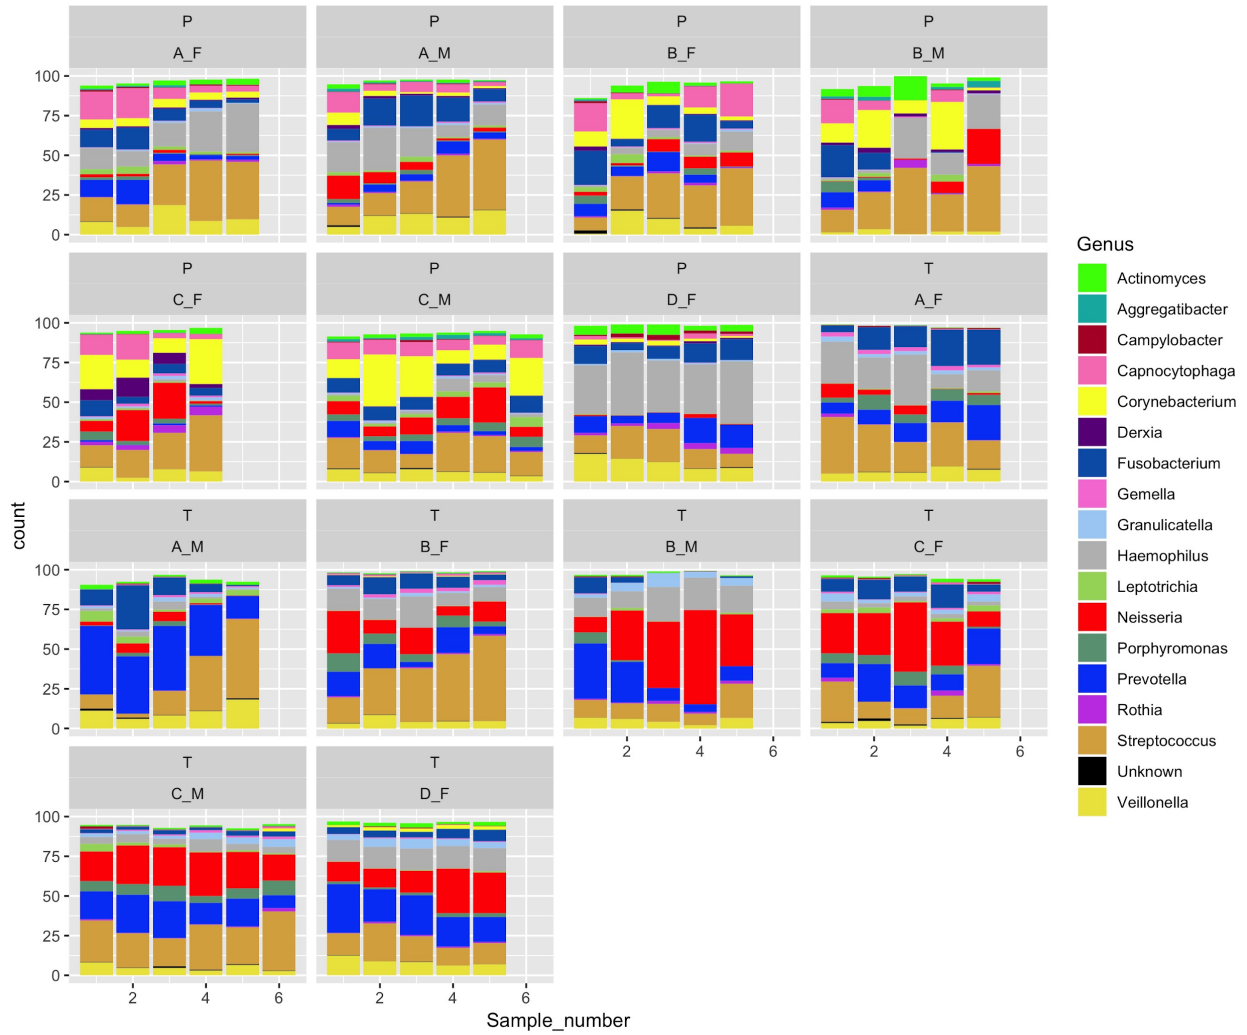 P
P
P
P
A_F
A_M
B_F
B_M
100
75
50
25
0
P
P
P
T
C_F
C_M
D_F
A_F
100
75
50
25
0
T
T
T
T
A_M
B_F
B_M
C_F
100
75
50
25
0
2
4
6
2
4
6
T
T
C_M
D_F
100
75
50
25
0
2
4
6
2
4
6
count
Sample_number
Genus
Actinomyces
Aggregatibacter
Campylobacter
Capnocytophaga
Corynebacterium
Derxia
Fusobacterium
Gemella
Granulicatella
Haemophilus
Leptotrichia
Neisseria
Porphyromonas
Prevotella
Rothia
Streptococcus
Unknown
Veillonella